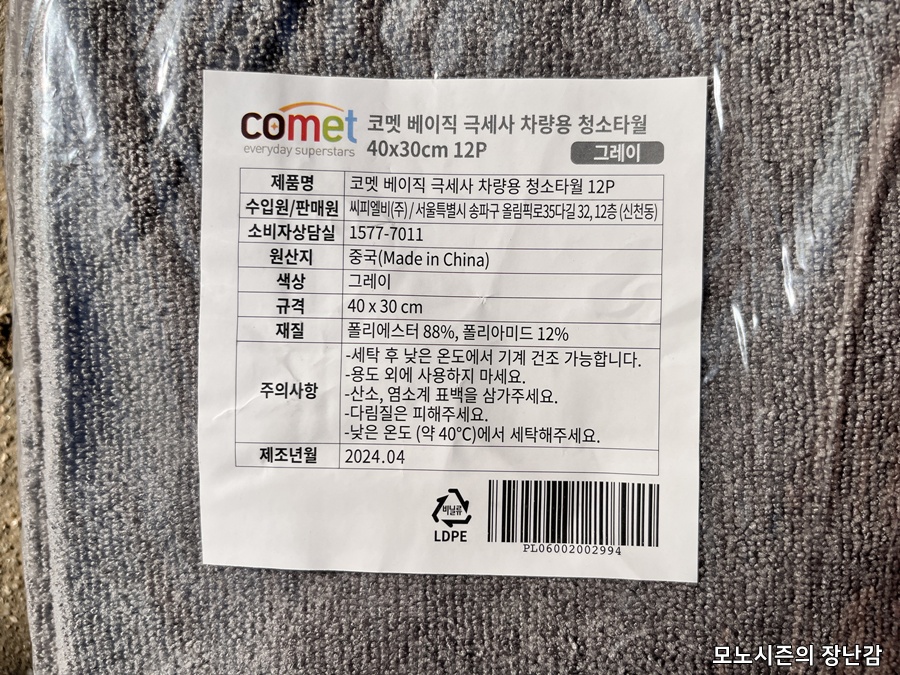 comet
everyday superstars
코멧 베이직 극세사 차량용 청소타월
40x30cm 12P
그레이
제품명 코멧 베이직 극세사 차량용 청소타월 12P
수입원/판매원 씨피엘비(주) / 서울특별시 송파구 올림픽로35다길 32, 12층 (신천동)
소비자상담실 1577-7011
원산지 중국(Made in China)
색상 그레이
규격 40 x 30 cm
재질 폴리에스터 88%, 폴리아미드 12%
주의사항
-세탁 후 낮은 온도에서 기계 건조 가능합니다.
-용도 외에 사용하지 마세요.
-산소, 염소계 표백을 삼가주세요.
-다림질은 피해주세요.
-낮은 온도 (약 40℃)에서 세탁해주세요.
제조년월 2024.04
비닐류
LDPE
PL06002002994
모노시즌의 장난감